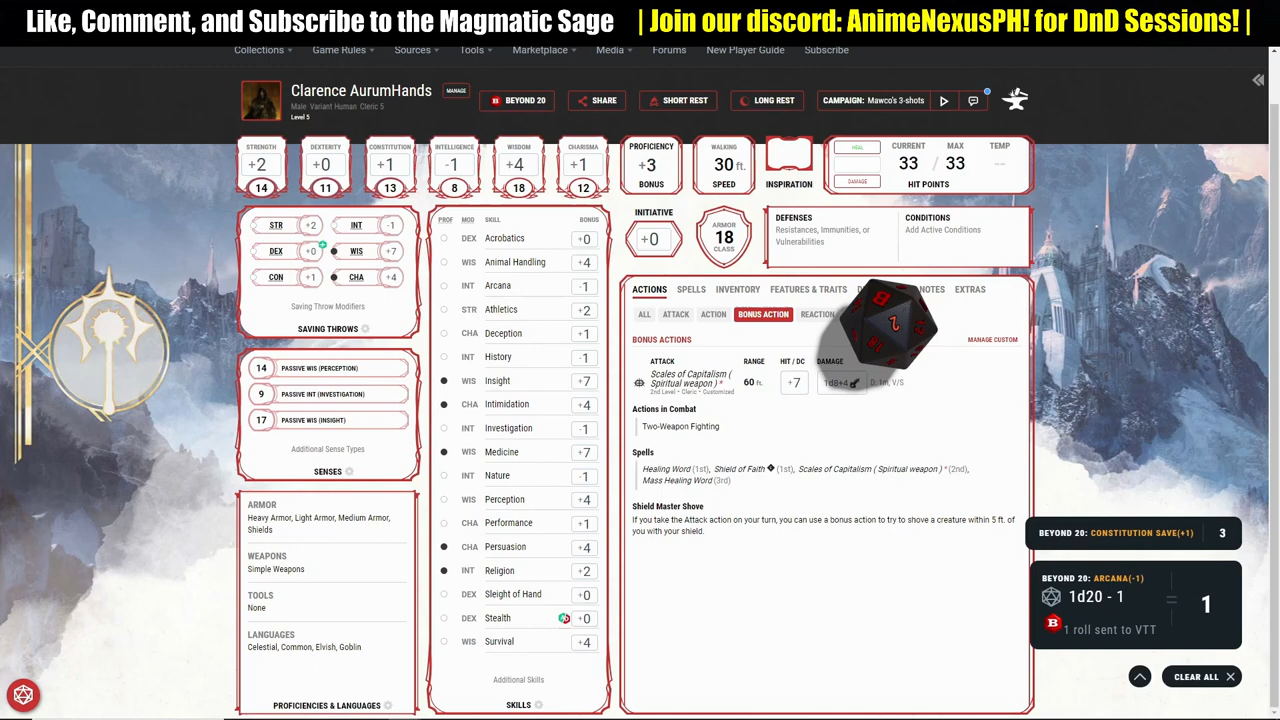 Like, Comment, and Subscribe to the Magmatic Sage | Join our discord: AnimeNexusPH! for DnD Sessions! |
Collections Game Rules Sources Tools Marketplace Media Forums New Player Guide Subscribe
Clarence AurumHands MANAGE
Male Variant Human Cleric 5
Level 5
BEYOND 20 SHARE SHORT REST LONG REST CAMPAIGN: Mawco's 3-shots
STRENGTH +2 14
DEXTERITY +0 11
CONSTITUTION +1 13
INTELLIGENCE -1 8
WISDOM +4 18
CHARISMA +1 12
PROFICIENCY +3 BONUS
WALKING 30 ft. SPEED
INSPIRATION
HEAL
DAMAGE
CURRENT MAX TEMP
33 / 33 --
HIT POINTS
STR +2 INT -1
DEX +0 WIS +7
CON +1 CHA +4
Saving Throw Modifiers
SAVING THROWS
14 PASSIVE WIS (PERCEPTION)
9 PASSIVE INT (INVESTIGATION)
17 PASSIVE WIS (INSIGHT)
Additional Sense Types
SENSES
ARMOR
Heavy Armor, Light Armor, Medium Armor,
Shields
WEAPONS
Simple Weapons
TOOLS
None
LANGUAGES
Celestial, Common, Elvish, Goblin
PROFICIENCIES & LANGUAGES
PROF MOD SKILL BONUS
DEX Acrobatics +0
WIS Animal Handling +4
INT Arcana -1
STR Athletics +2
CHA Deception +1
INT History -1
WIS Insight +7
CHA Intimidation +4
INT Investigation -1
WIS Medicine +7
INT Nature -1
WIS Perception +4
CHA Performance +1
CHA Persuasion +4
INT Religion +2
DEX Sleight of Hand +0
DEX Stealth +0
WIS Survival +4
Additional Skills
SKILLS
INITIATIVE
+0
ARMOR
18
CLASS
DEFENSES
Resistances, Immunities, or
Vulnerabilities
CONDITIONS
Add Active Conditions
ACTIONS SPELLS INVENTORY FEATURES & TRAITS NOTES EXTRAS
ALL ATTACK ACTION BONUS ACTION REACTION
BONUS ACTIONS MANAGE CUSTOM
ATTACK RANGE HIT / DC DAMAGE
Scales of Capitalism (
Spiritual weapon ) * 60 ft. +7 1d8+4 D: 1m, V/S
2nd Level • Cleric • Customized
Actions in Combat
Two-Weapon Fighting
Spells
Healing Word (1st), Shield of Faith (1st), Scales of Capitalism ( Spiritual weapon ) * (2nd),
Mass Healing Word (3rd)
Shield Master Shove
If you take the Attack action on your turn, you can use a bonus action to try to shove a creature within 5 ft. of
you with your shield.
8
2
18
BEYOND 20: CONSTITUTION SAVE(+1) 3
BEYOND 20: ARCANA(-1)
1d20 - 1 = 1
1 roll sent to VTT
CLEAR ALL X